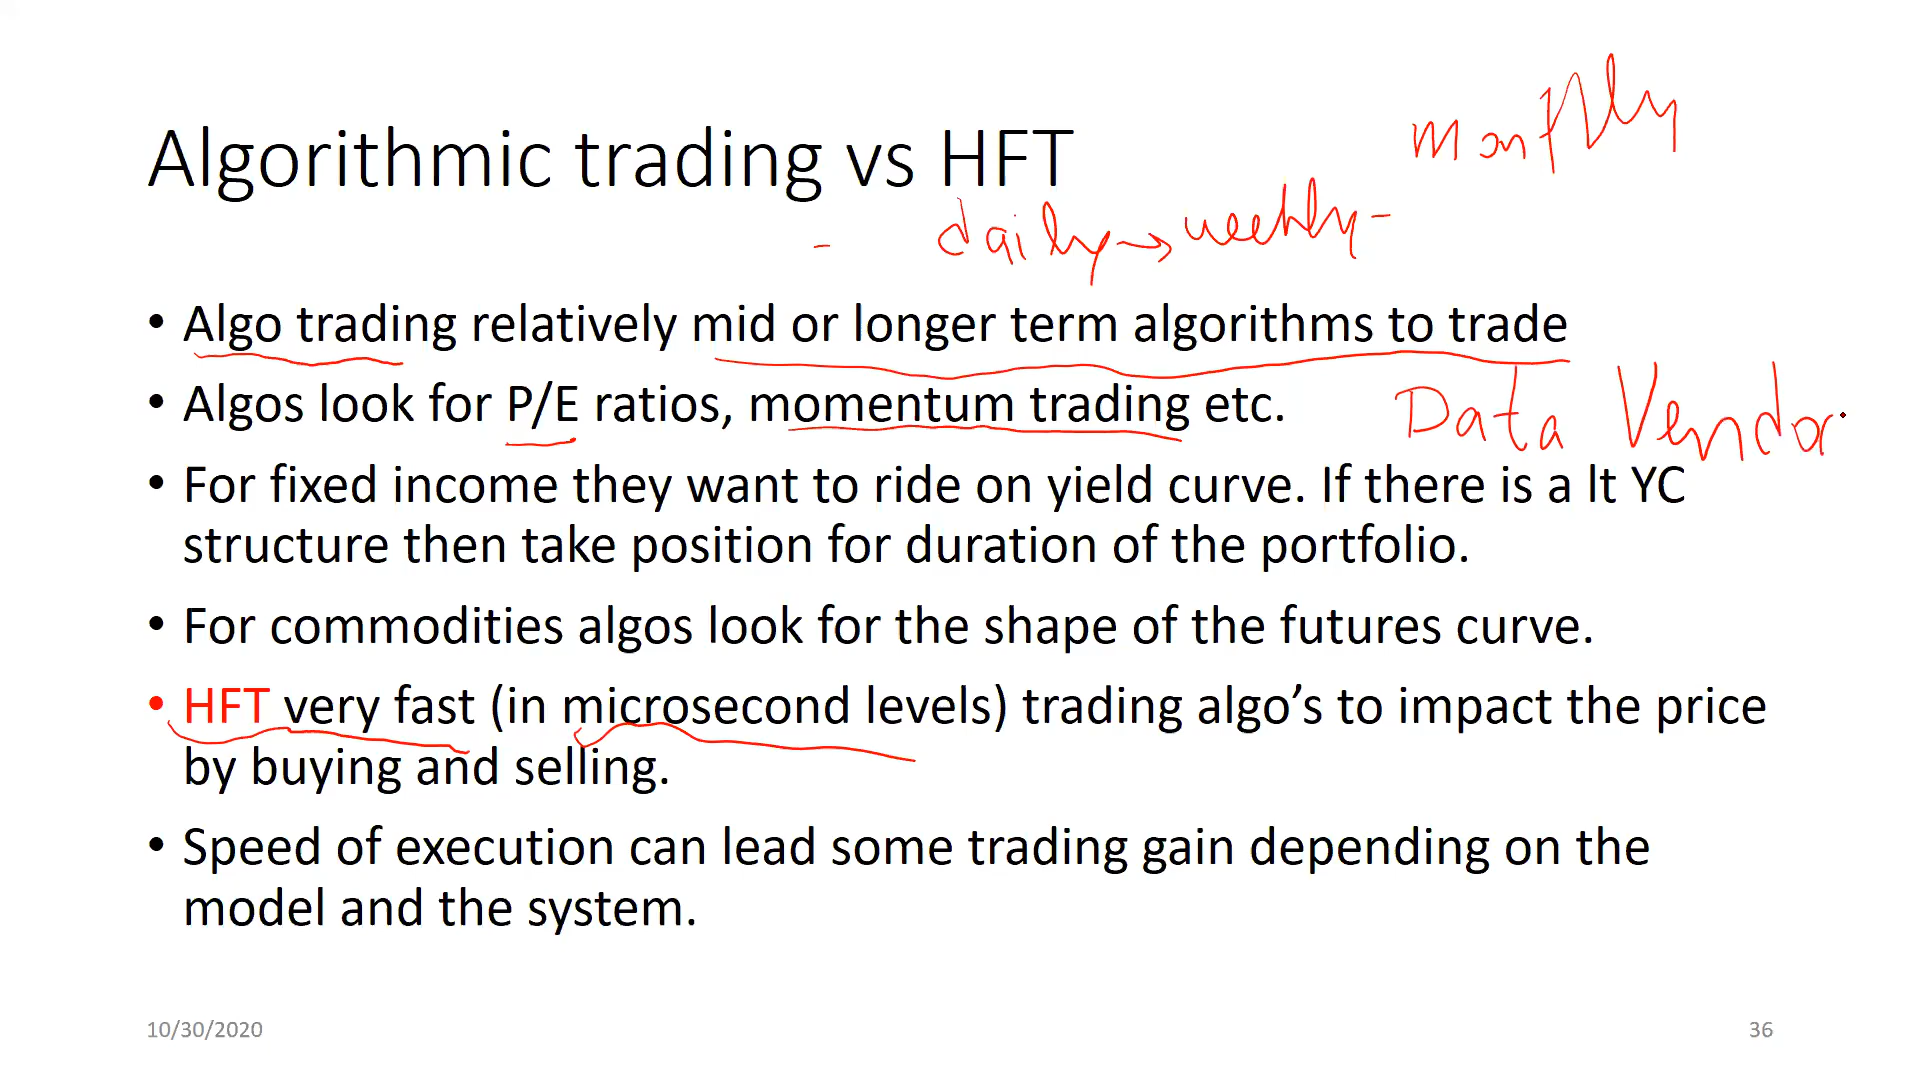 monthly
Algorithmic trading vs HFT
- daily → weekly -
• Algo trading relatively mid or longer term algorithms to trade
• Algos look for P/E ratios, momentum trading etc.
Data Vendor
• For fixed income they want to ride on yield curve. If there is a lt YC
structure then take position for duration of the portfolio.
• For commodities algos look for the shape of the futures curve.
• HFT very fast (in microsecond levels) trading algo’s to impact the price
by buying and selling.
• Speed of execution can lead some trading gain depending on the
model and the system.
10/30/2020
36